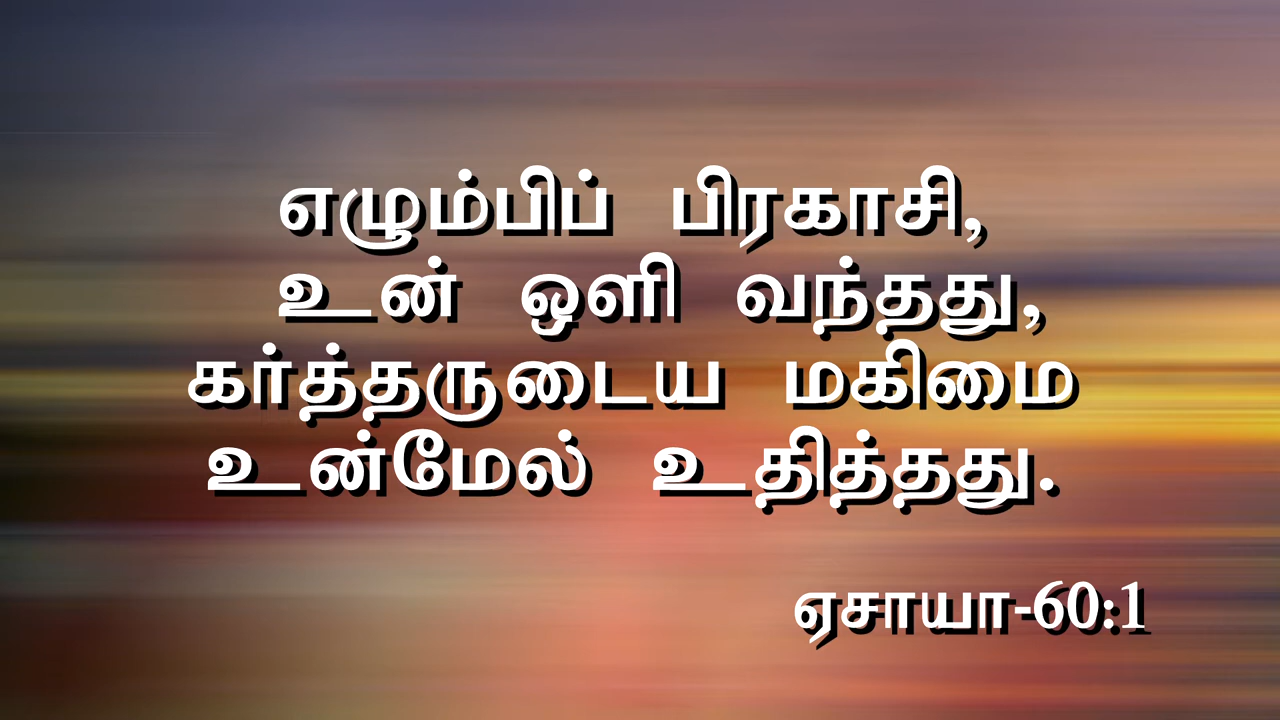 எழும்பிப் பிரகாசி,
உன் ஒளி வந்தது,
கர்த்தருடைய மகிமை
உன்மேல் உதித்தது.
ஏசாயா-60:1